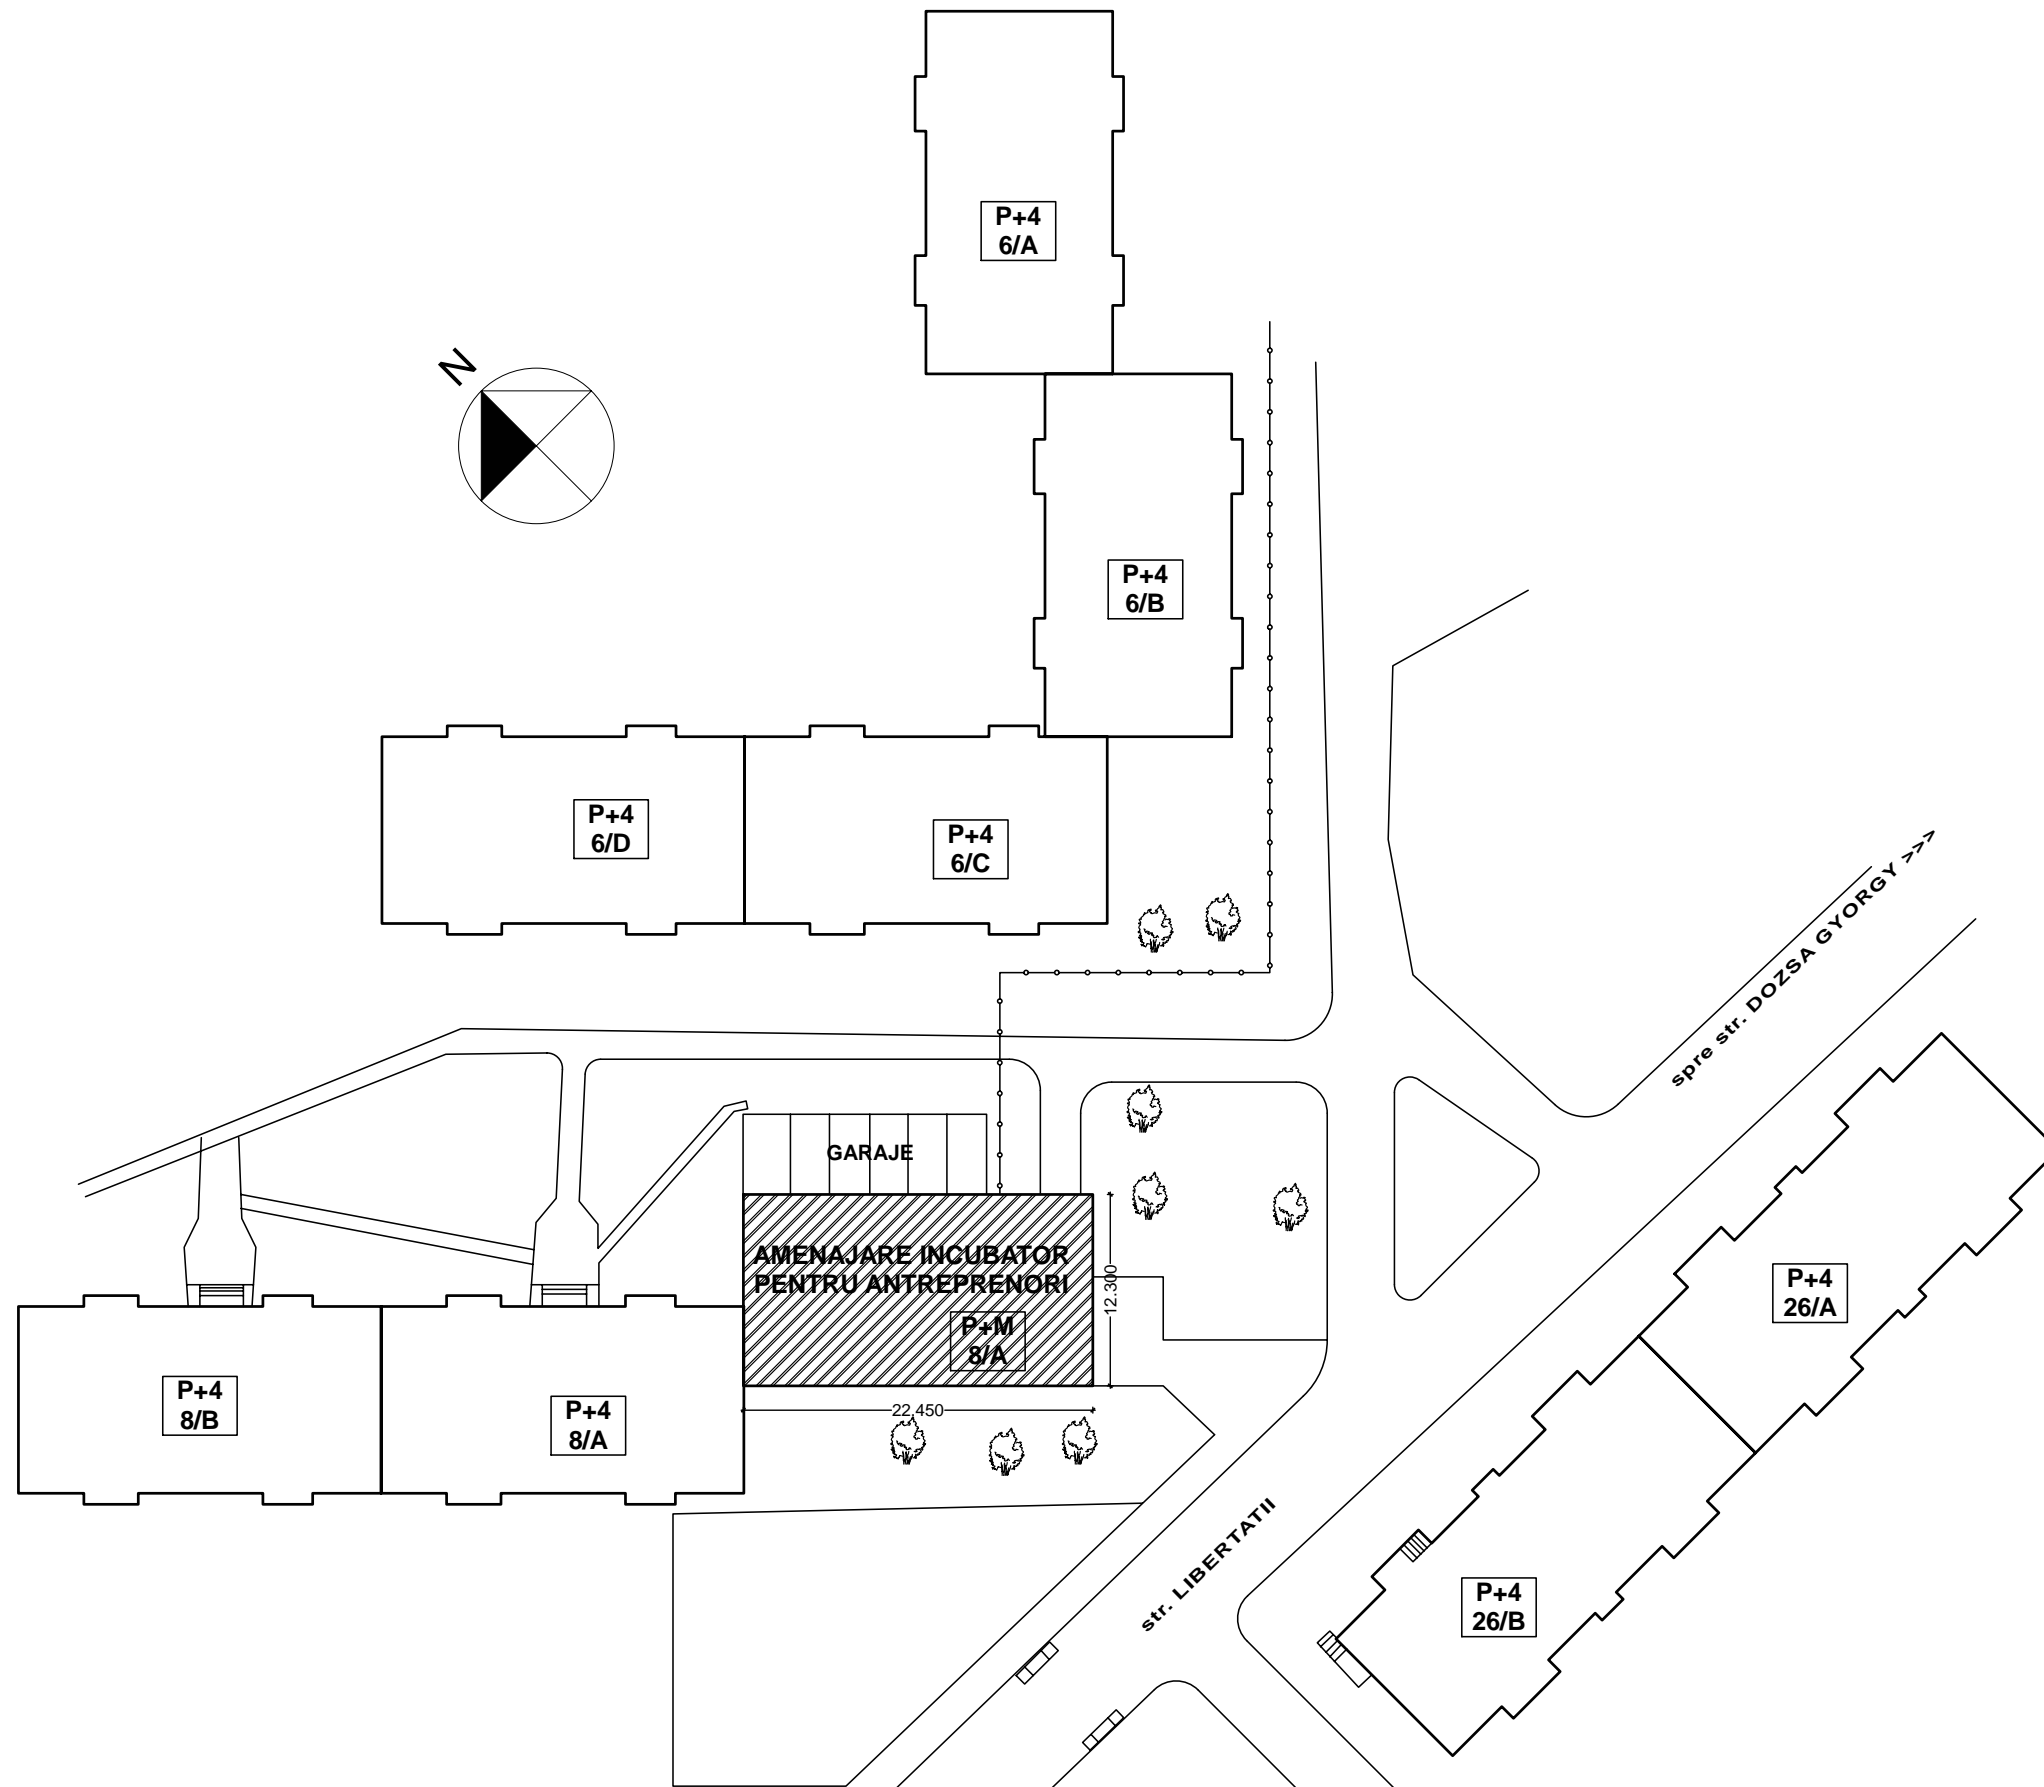 P+4
6/A
N
P+4
6/B
P+4
6/D
P+4
6/C
spre str. DOZSA GYORGY >>>
GARAJE
AMENAJARE INCUBATOR
PENTRU ANTREPRENORI
P+M
8/A
12.300
22.450
P+4
26/A
P+4
8/B
P+4
8/A
str. LIBERTATII
P+4
26/B